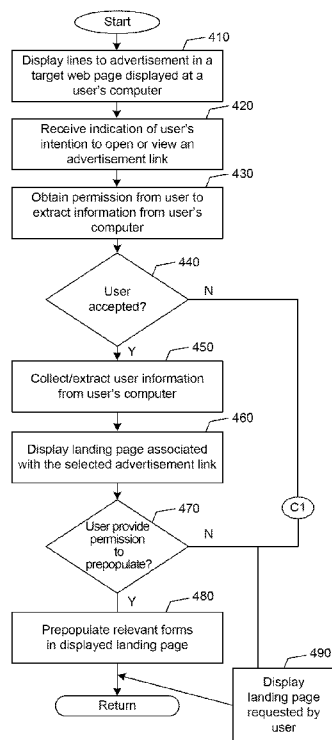 Start
410
Display lines to advertisement in a
target web page displayed at a
user's computer
420
Receive indication of user's
intention to open or view an
advertisement link
430
Obtain permission from user to
extract information from user's
computer
440
User
accepted?
N
Y
450
Collect/extract user information
from user's computer
460
Display landing page associated
with the selected advertisement link
C1
470
User provide
permission
to
prepopulate?
N
Y
480
Prepopulate relevant forms
in displayed landing page
490
Display
landing page
requested by
user
Return